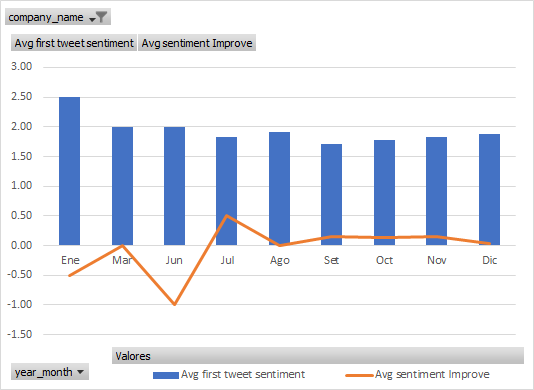 company_name
Avg first tweet sentiment Avg sentiment Improve
3.00
2.50
2.00
1.50
1.00
0.50
0.00
Ene Mar Jun Jul Ago Set Oct Nov Dic
-0.50
-1.00
-1.50
Valores
year_month
Avg first tweet sentiment Avg sentiment Improve